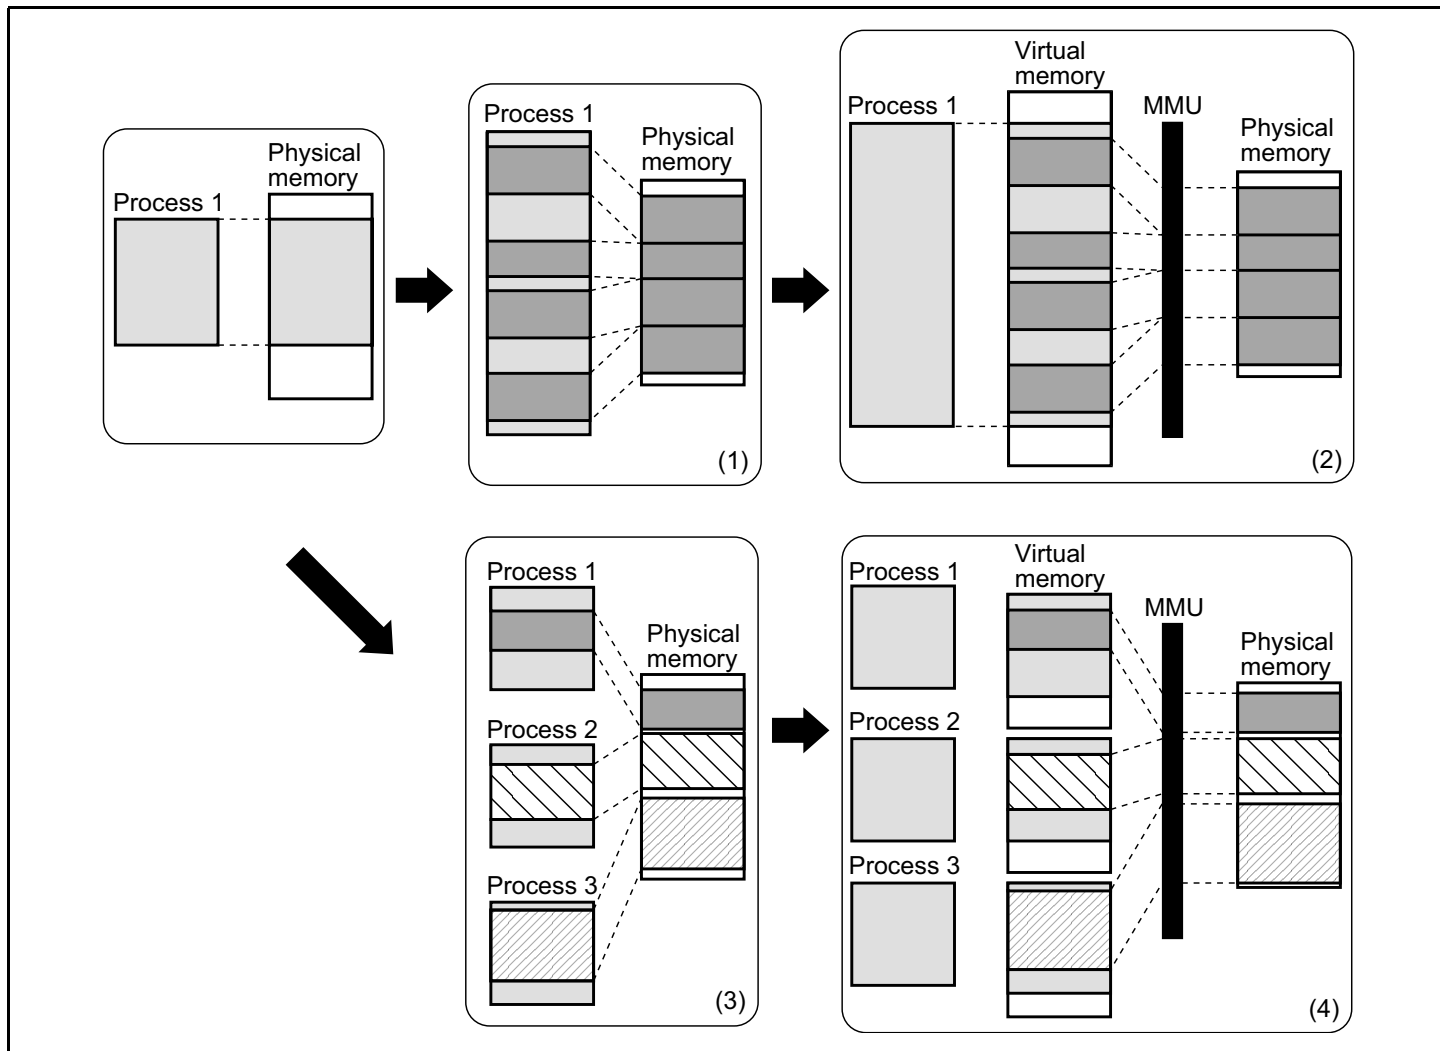 Process 1
Physical
memory
Process 1
Physical
memory
(1)
Process 1
Virtual
memory
MMU
Physical
memory
(2)
Process 1
Process 2
Process 3
Physical
memory
(3)
Process 1
Process 2
Process 3
Virtual
memory
MMU
Physical
memory
(4)